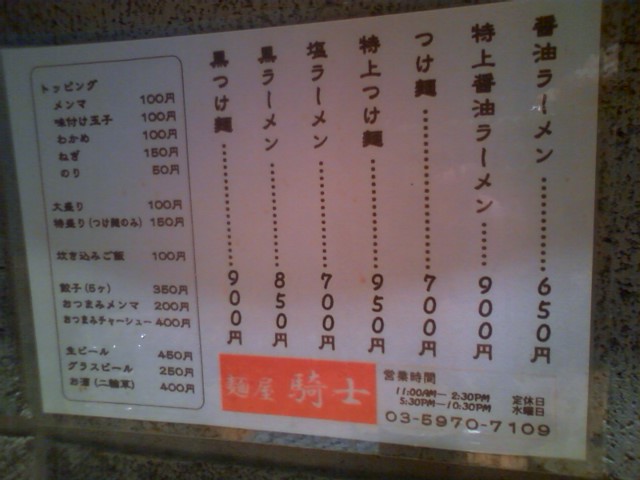 醤油ラーメン………650円
特上醤油ラーメン……900円
つけ麺………700円
特上つけ麺………950円
塩ラーメン………700円
黒ラーメン………850円
黒つけ麺………900円
トッピング
メンマ 100円
味付け玉子 100円
わかめ 100円
ねぎ 150円
のり 50円
大盛り 100円
特盛り(つけ麺のみ) 150円
炊き込みご飯 100円
餃子(5ヶ) 350円
おつまみメンマ 200円
おつまみチャーシュー 400円
生ビール 450円
グラスビール 250円
お酒(二輪草) 400円
麺屋 騎士
営業時間
11:00AM— 2:30PM 定休日
5:30PM—10:30PM 水曜日
03-5970-7109